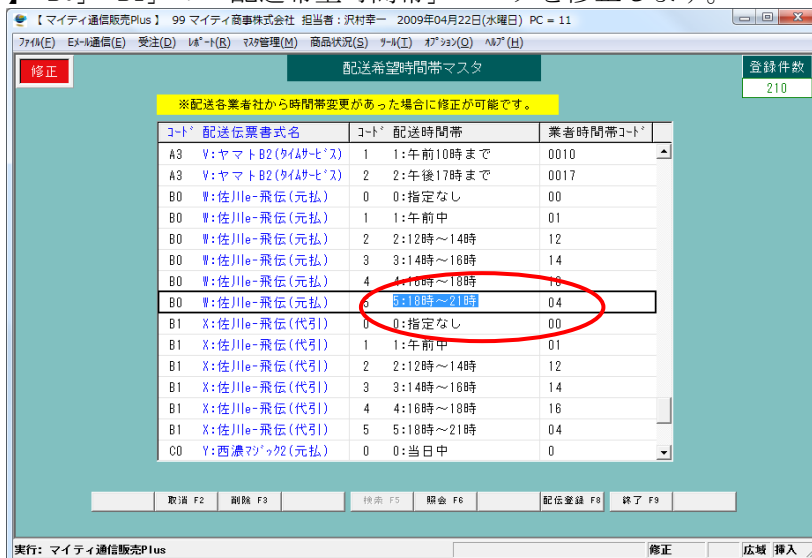 【 マイティ通信販売Plus 】 99 マイティ商事株式会社 担当者：沢村幸一 2009年04月22日(水曜日) PC = 11
ﾌｧｲﾙ(F) EXﾒｰﾙ通信(E) 受注(D) ﾚﾎﾟｰﾄ(R) ﾏｽﾀ管理(M) 商品状況(S) ﾂｰﾙ(T) ｵﾌﾟｼｮﾝ(O) ﾍﾙﾌﾟ(H)
修正 配送希望時間帯マスタ 登録件数
210
※配送各業者社から時間帯変更があった場合に修正が可能です。
ｺｰﾄﾞ 配送伝票書式名 ｺｰﾄﾞ 配送時間帯 業者時間帯ｺｰﾄﾞ
A3 V:ヤマトB2(ﾀｲﾑｻｰﾋﾞｽ) 1 1:午前10時まで 0010
A3 V:ヤマトB2(ﾀｲﾑｻｰﾋﾞｽ) 2 2:午後17時まで 0017
B0 W:佐川e-飛伝(元払) 0 0:指定なし 00
B0 W:佐川e-飛伝(元払) 1 1:午前中 01
B0 W:佐川e-飛伝(元払) 2 2:12時～14時 12
B0 W:佐川e-飛伝(元払) 3 3:14時～16時 14
B0 W:佐川e-飛伝(元払) 4 4:16時～18時 16
B0 W:佐川e-飛伝(元払) 5 5:18時～21時 04
B1 X:佐川e-飛伝(代引) 0 0:指定なし 00
B1 X:佐川e-飛伝(代引) 1 1:午前中 01
B1 X:佐川e-飛伝(代引) 2 2:12時～14時 12
B1 X:佐川e-飛伝(代引) 3 3:14時～16時 14
B1 X:佐川e-飛伝(代引) 4 4:16時～18時 16
B1 X:佐川e-飛伝(代引) 5 5:18時～21時 04
C0 Y:西濃ﾏｼﾞｯｸ2(元払) 0 0:当日中 0
取消 F2 削除 F3 検索 F5 照会 F6 配伝登録 F8 終了 F9
実行: マイティ通信販売Plus 修正 広域 挿入